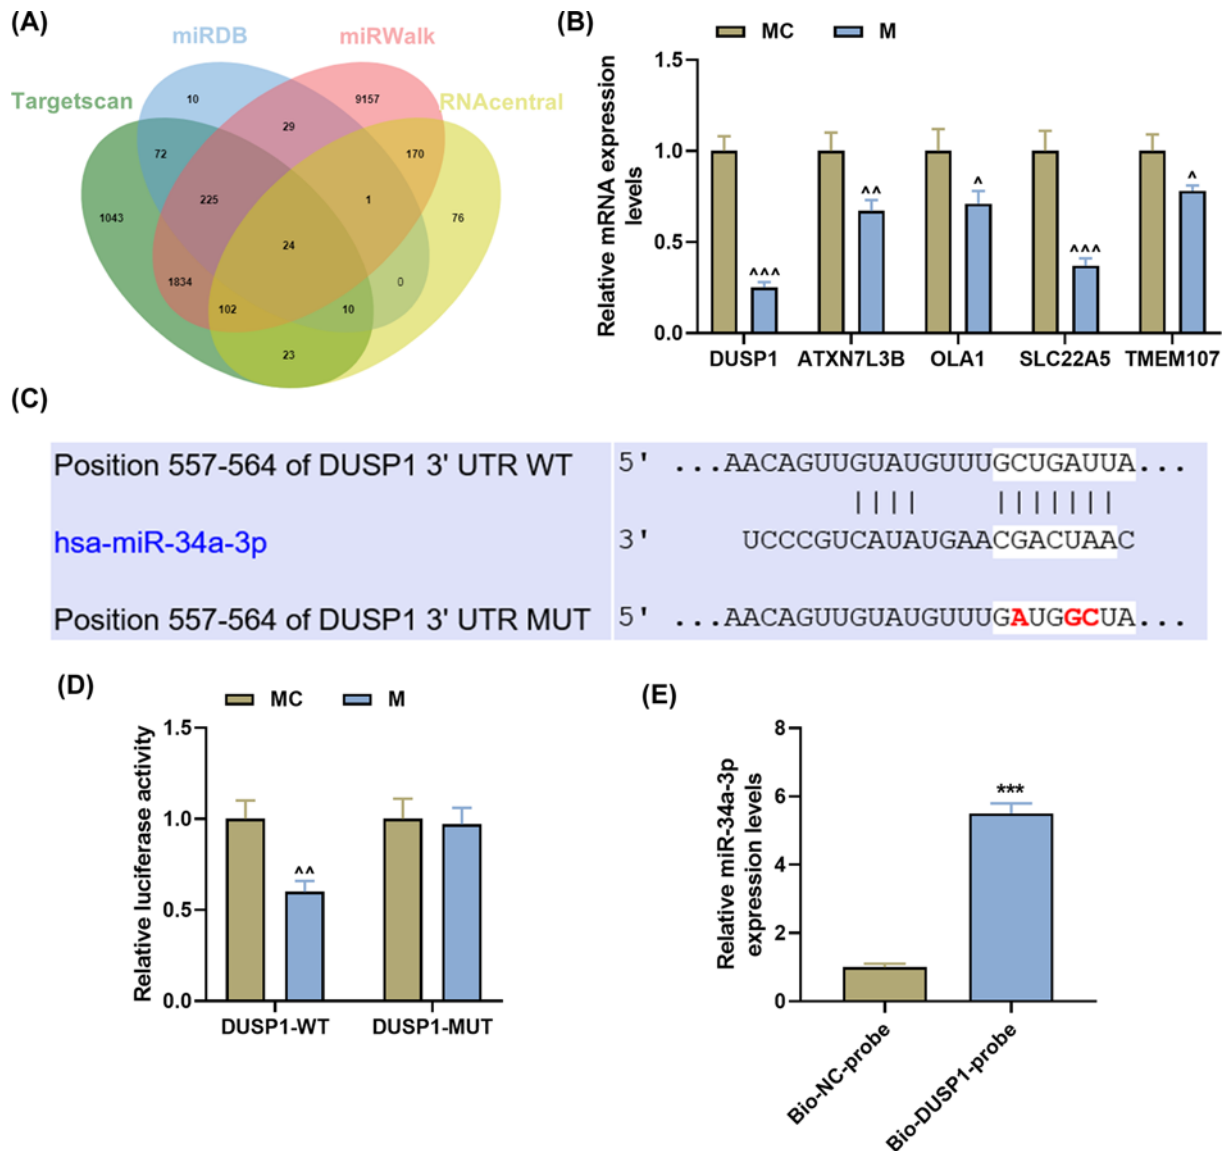 (A)
miRDB
miRWalk
Targetscan
RNAcentral
10
9157
29
72
170
225
1
1043
76
24
1834
0
102
10
23
(B)
MC
M
Relative mRNA expression
levels
1.5
1.0
0.5
0.0
^^^
^^
^
^^^
^
DUSP1
ATXN7L3B
OLA1
SLC22A5
TMEM107
(C)
Position 557-564 of DUSP1 3' UTR WT
5' ...AACAGUUGUAUGUUUGCUGAUUA...
hsa-miR-34a-3p
3' UCCCGUCAUAUGAACGACUAAC
Position 557-564 of DUSP1 3' UTR MUT
5' ...AACAGUUGUAUGUUUGAUGGCUA...
(D)
MC
M
Relative luciferase activity
1.5
1.0
0.5
0.0
^^
DUSP1-WT
DUSP1-MUT
(E)
Relative miR-34a-3p
expression levels
8
6
4
2
0
***
Bio-NC-probe
Bio-DUSP1-probe